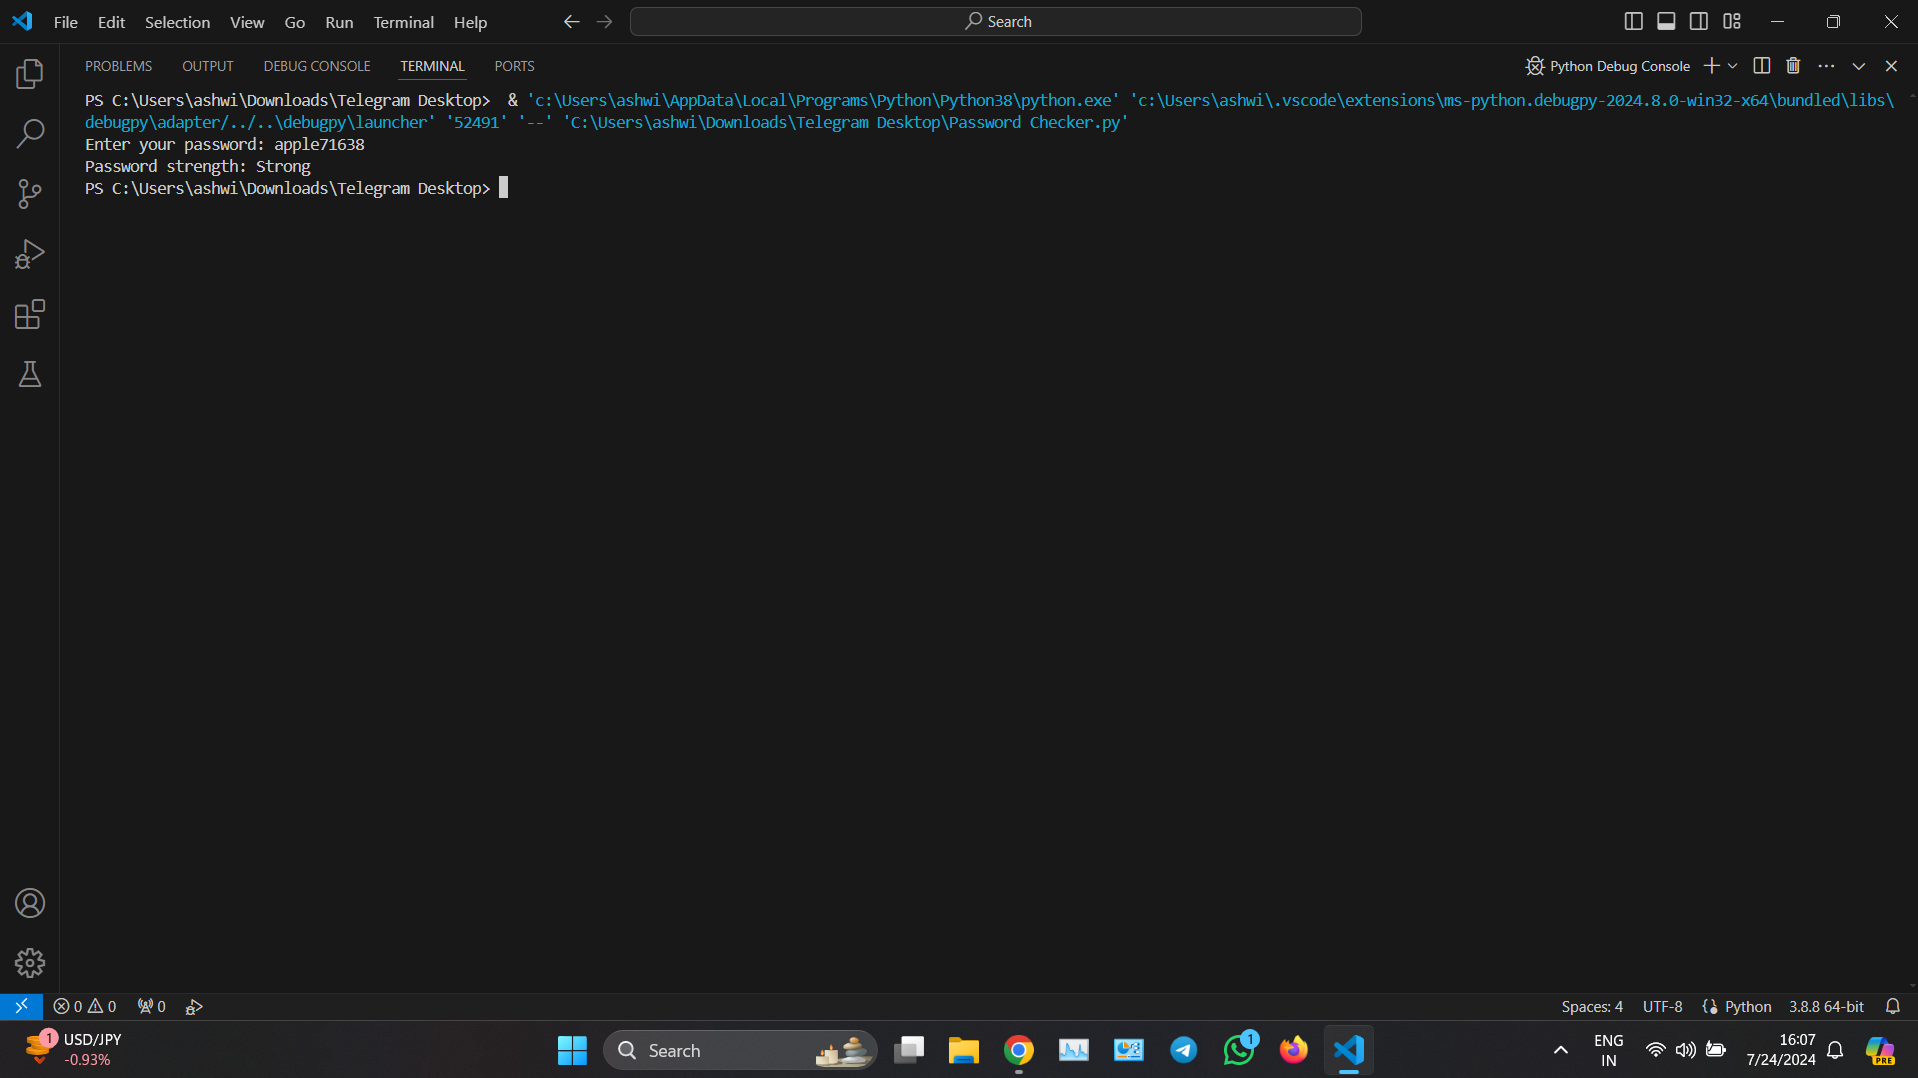 File Edit Selection View Go Run Terminal Help
Search
PROBLEMS OUTPUT DEBUG CONSOLE TERMINAL PORTS
Python Debug Console
PS C:\Users\ashwi\Downloads\Telegram Desktop>  & 'c:\Users\ashwi\AppData\Local\Programs\Python\Python38\python.exe' 'c:\Users\ashwi\.vscode\extensions\ms-python.debugpy-2024.8.0-win32-x64\bundled\libs\
debugpy\adapter/../..\debugpy\launcher' '52491' '--' 'C:\Users\ashwi\Downloads\Telegram Desktop\Password Checker.py'
Enter your password: apple71638
Password strength: Strong
PS C:\Users\ashwi\Downloads\Telegram Desktop>
0 0 0
Spaces: 4 UTF-8 Python 3.8.8 64-bit
1 USD/JPY
-0.93%
Search
1
ENG
IN
16:07
7/24/2024
PRE